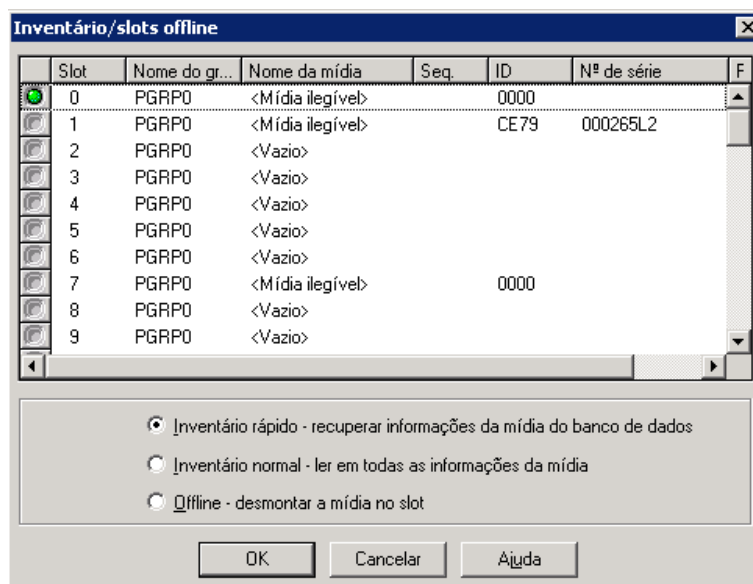 Inventário/slots offline
Slot Nome do gr... Nome da mídia Seq. ID Nº de série F
0 PGRP0 <Mídia ilegível> 0000
1 PGRP0 <Mídia ilegível> CE79 000265L2
2 PGRP0 <Vazio>
3 PGRP0 <Vazio>
4 PGRP0 <Vazio>
5 PGRP0 <Vazio>
6 PGRP0 <Vazio>
7 PGRP0 <Mídia ilegível> 0000
8 PGRP0 <Vazio>
9 PGRP0 <Vazio>
Inventário rápido - recuperar informações da mídia do banco de dados
Inventário normal - ler em todas as informações da mídia
Offline - desmontar a mídia no slot
OK Cancelar Ajuda